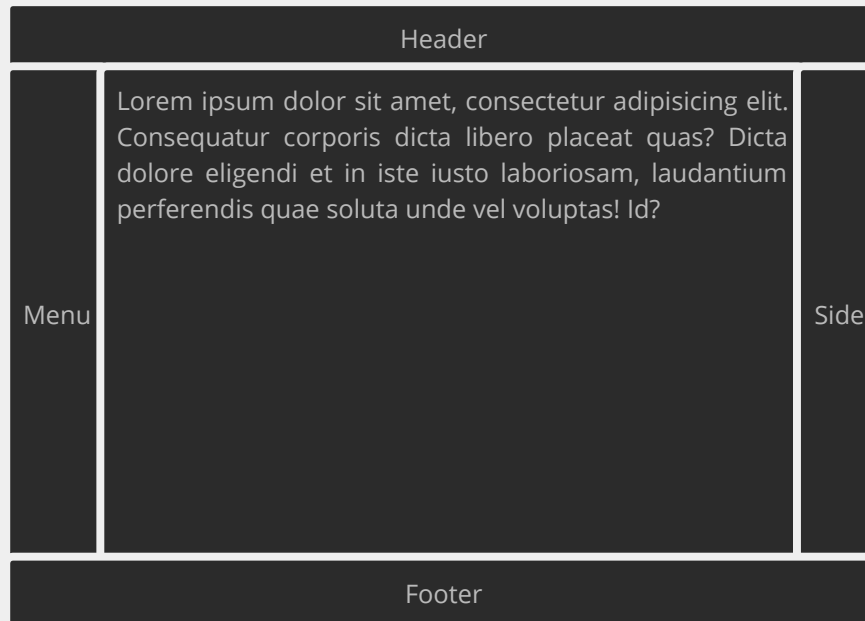 Header
Lorem ipsum dolor sit amet, consectetur adipisicing elit.
Consequatur corporis dicta libero placeat quas? Dicta
dolore eligendi et in iste iusto laboriosam, laudantium
perferendis quae soluta unde vel voluptas! Id?
Menu
Side
Footer